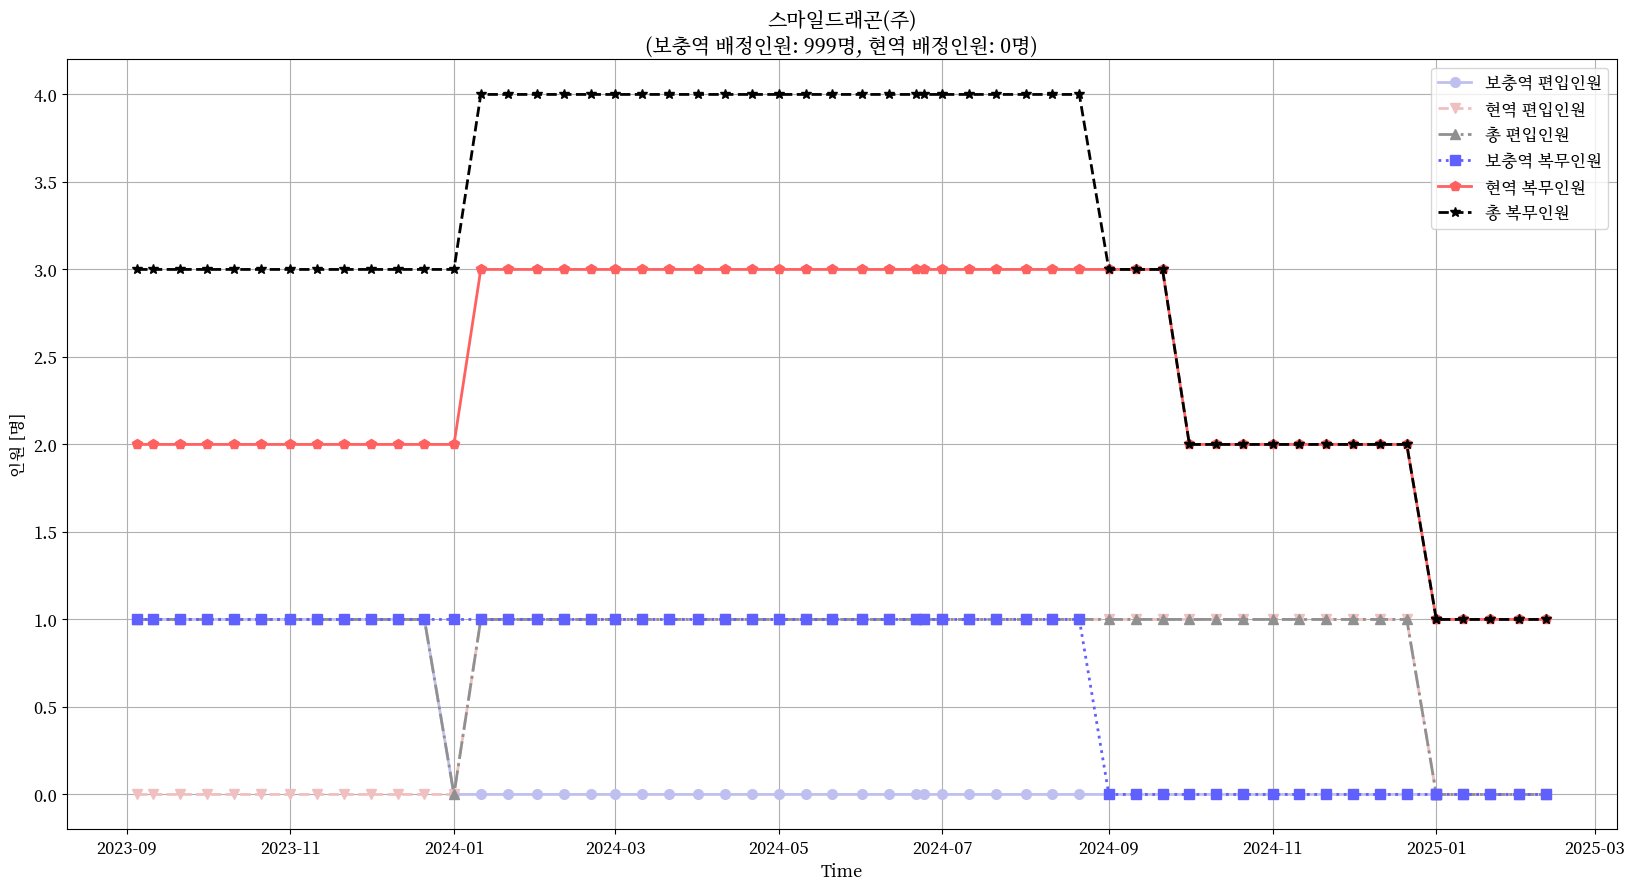 스마일드래곤(주)
(보충역 배정인원: 999명, 현역 배정인원: 0명)
보충역 편입인원
현역 편입인원
총 편입인원
보충역 복무인원
현역 복무인원
총 복무인원
인원 [명]
4.0
3.5
3.0
2.5
2.0
1.5
1.0
0.5
0.0
2023-09 2023-11 2024-01 2024-03 2024-05 2024-07 2024-09 2024-11 2025-01 2025-03
Time